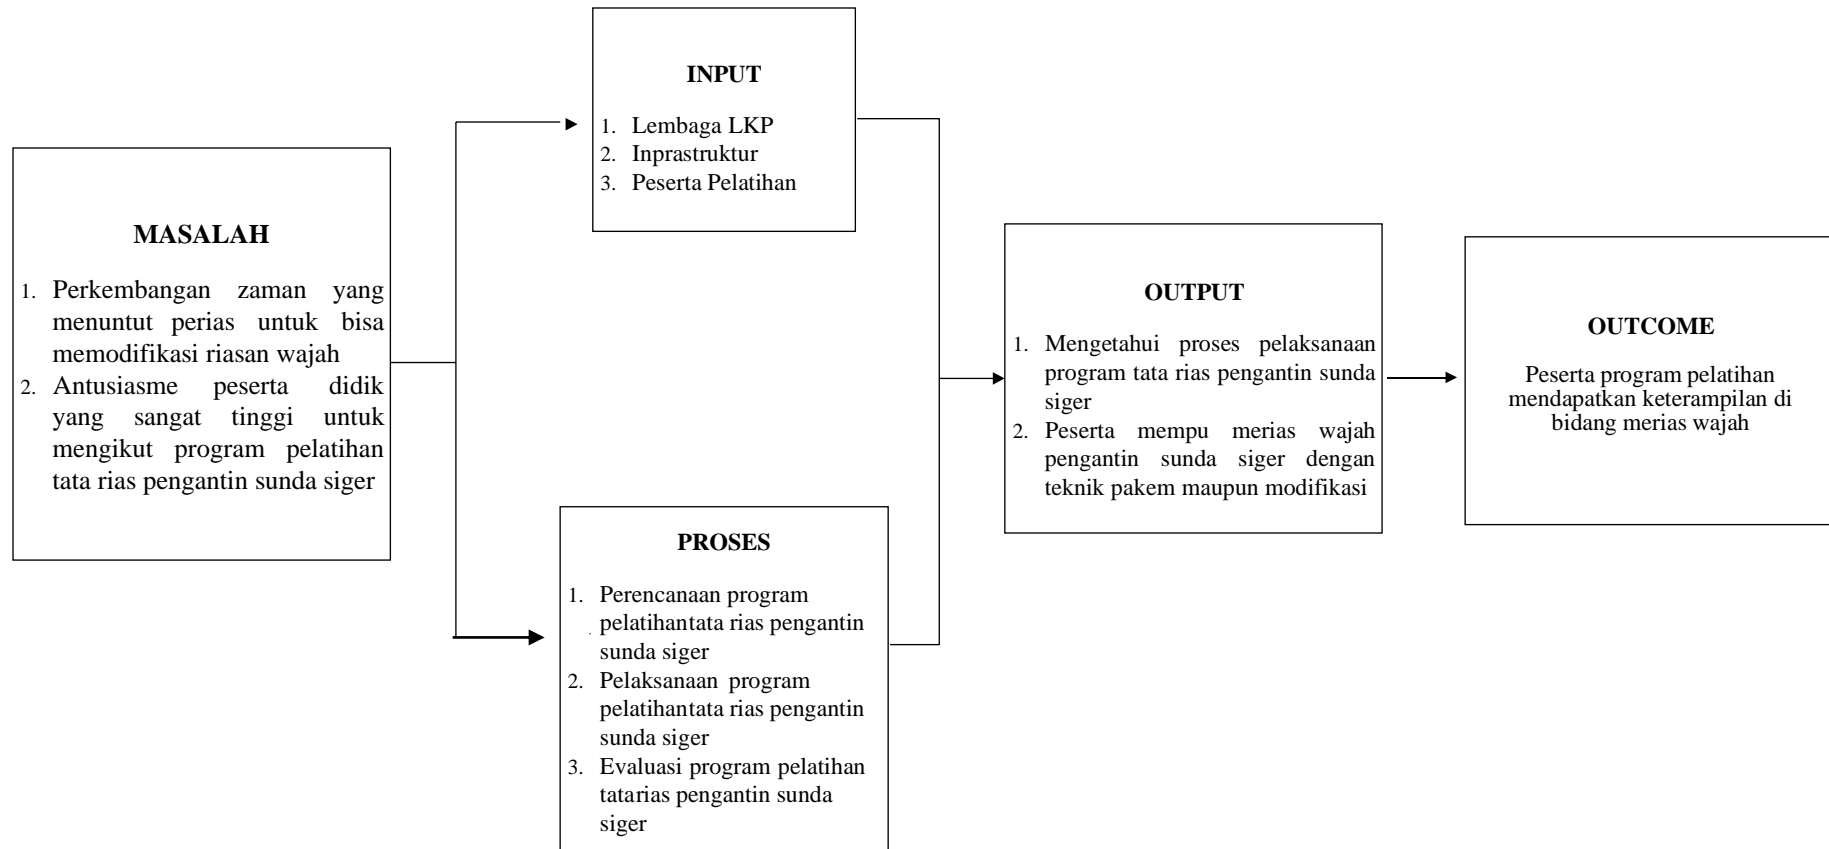 MASALAH
1. Perkembangan zaman yang
menuntut perias untuk bisa
memodifikasi riasan wajah
2. Antusiasme peserta didik
yang sangat tinggi untuk
mengikut program pelatihan
tata rias pengantin sunda siger
INPUT
1. Lembaga LKP
2. Inprastruktur
3. Peserta Pelatihan
PROSES
1. Perencanaan program
pelatihantata rias pengantin
sunda siger
2. Pelaksanaan program
pelatihantata rias pengantin
sunda siger
3. Evaluasi program pelatihan
tatarias pengantin sunda
siger
OUTPUT
1. Mengetahui proses pelaksanaan
program tata rias pengantin sunda
siger
2. Peserta mempu merias wajah
pengantin sunda siger dengan
teknik pakem maupun modifikasi
OUTCOME
Peserta program pelatihan
mendapatkan keterampilan di
bidang merias wajah